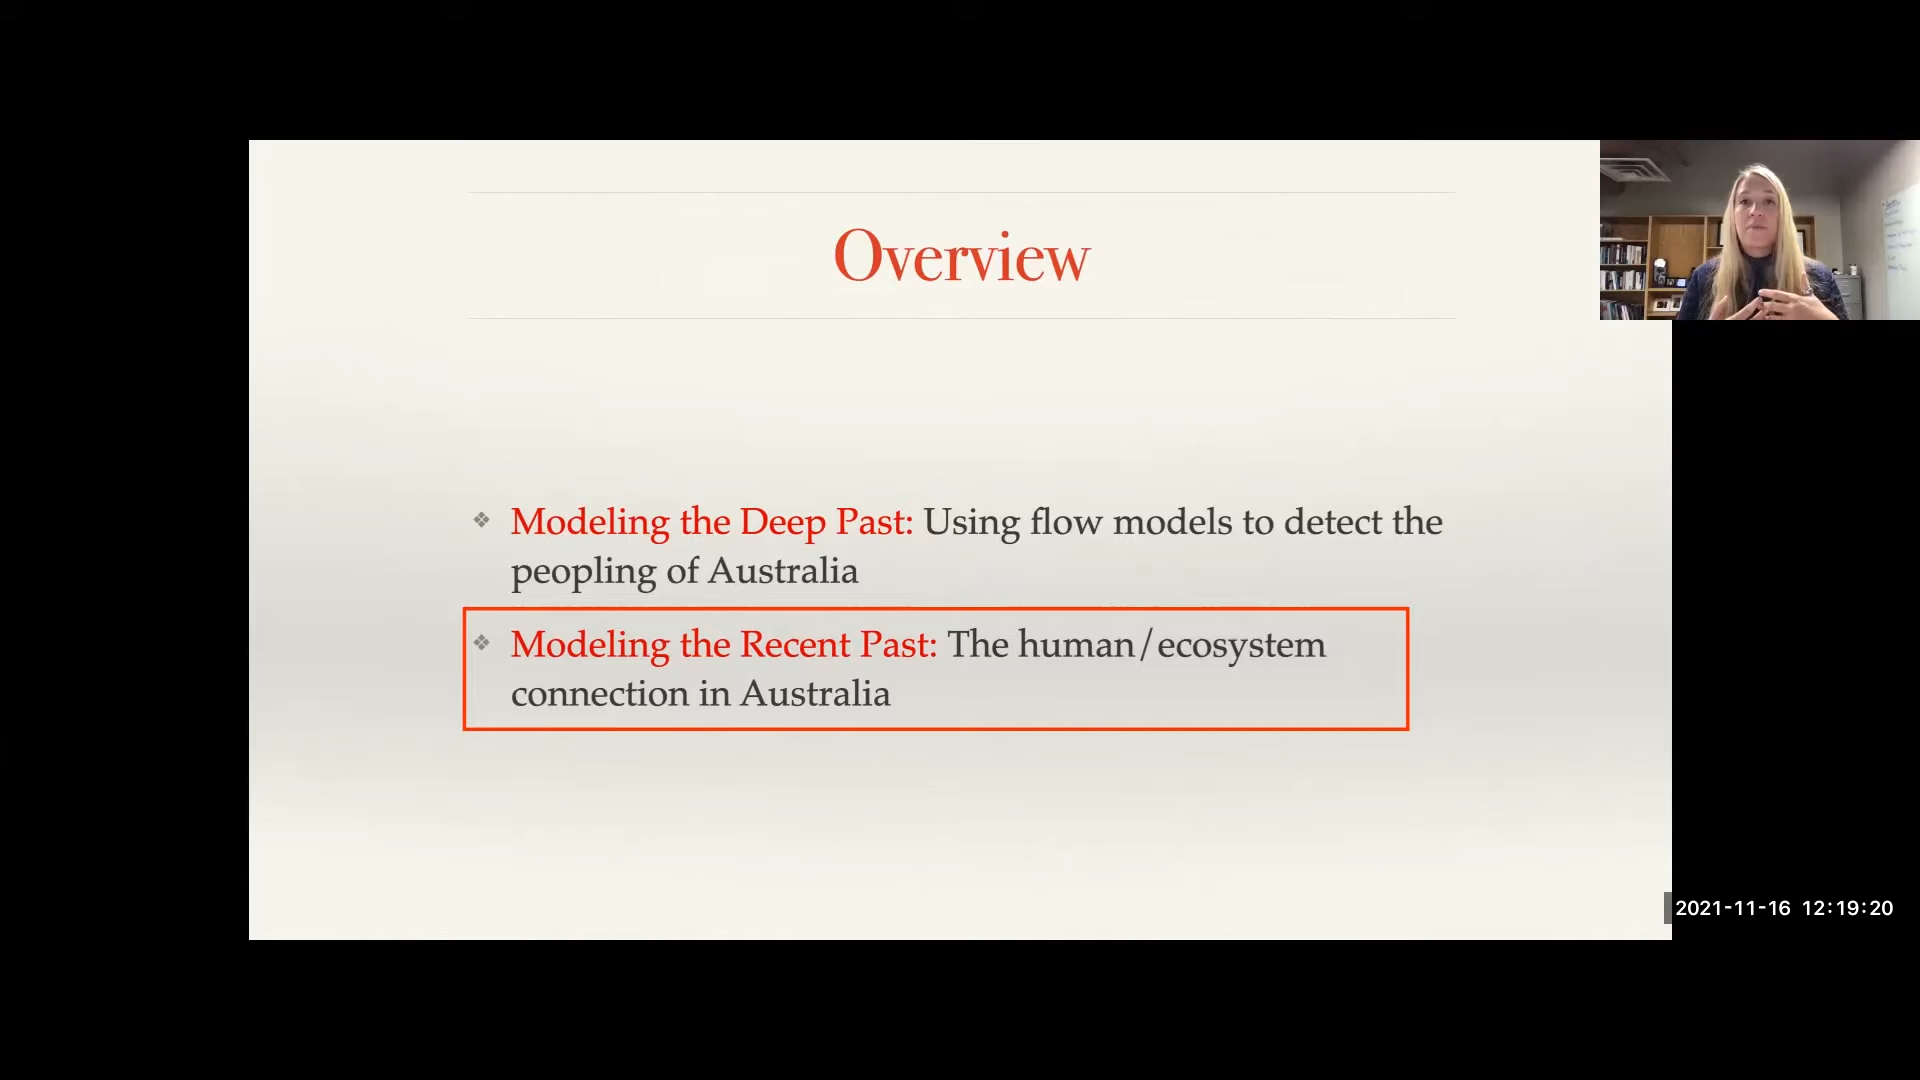 Overview
❖ Modeling the Deep Past: Using flow models to detect the
peopling of Australia
❖ Modeling the Recent Past: The human/ecosystem
connection in Australia
2021-11-16 12:19:20